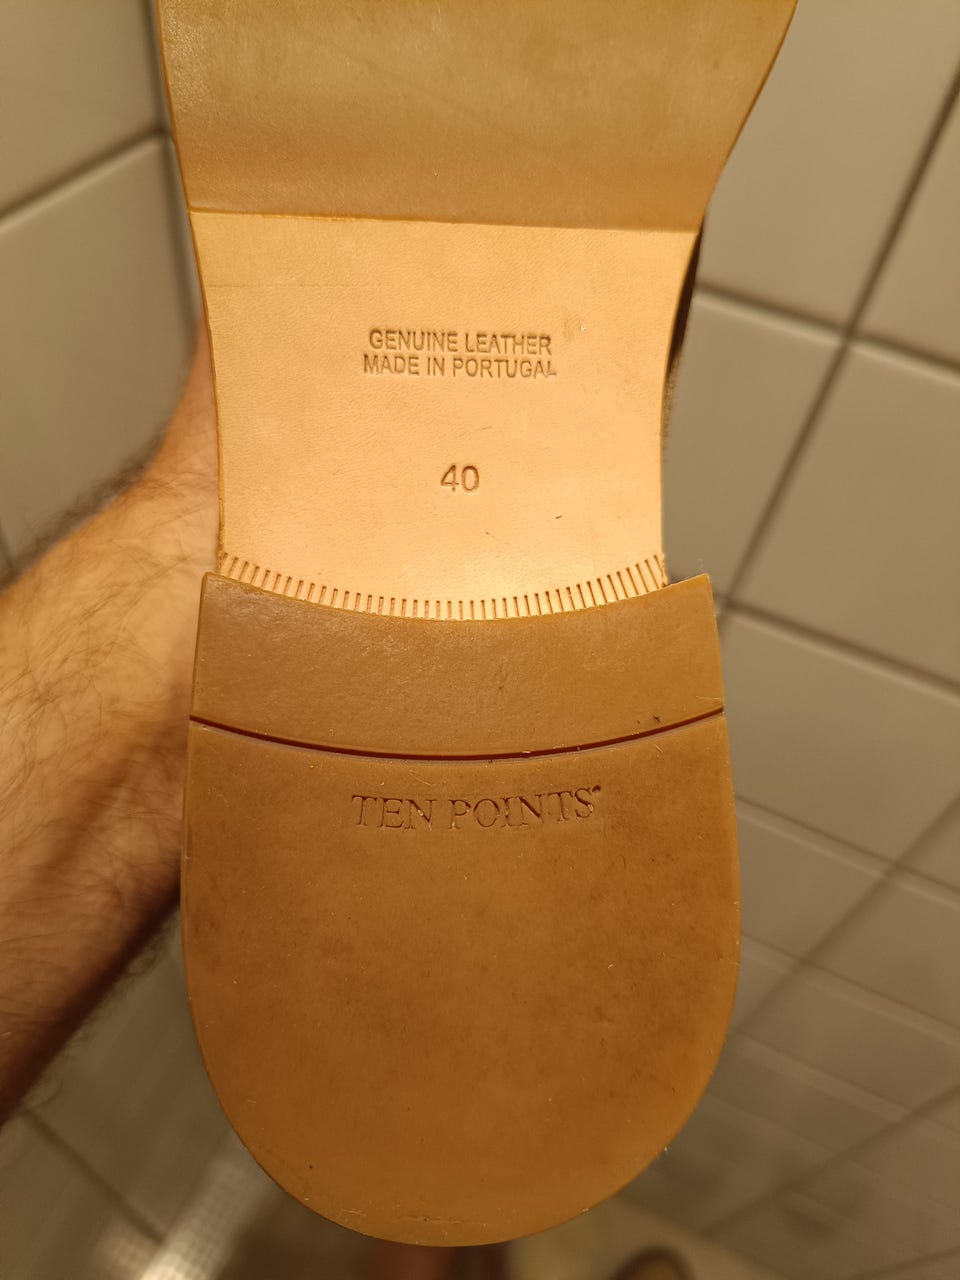 GENUINE LEATHER
MADE IN PORTUGAL
40
TEN POINTS